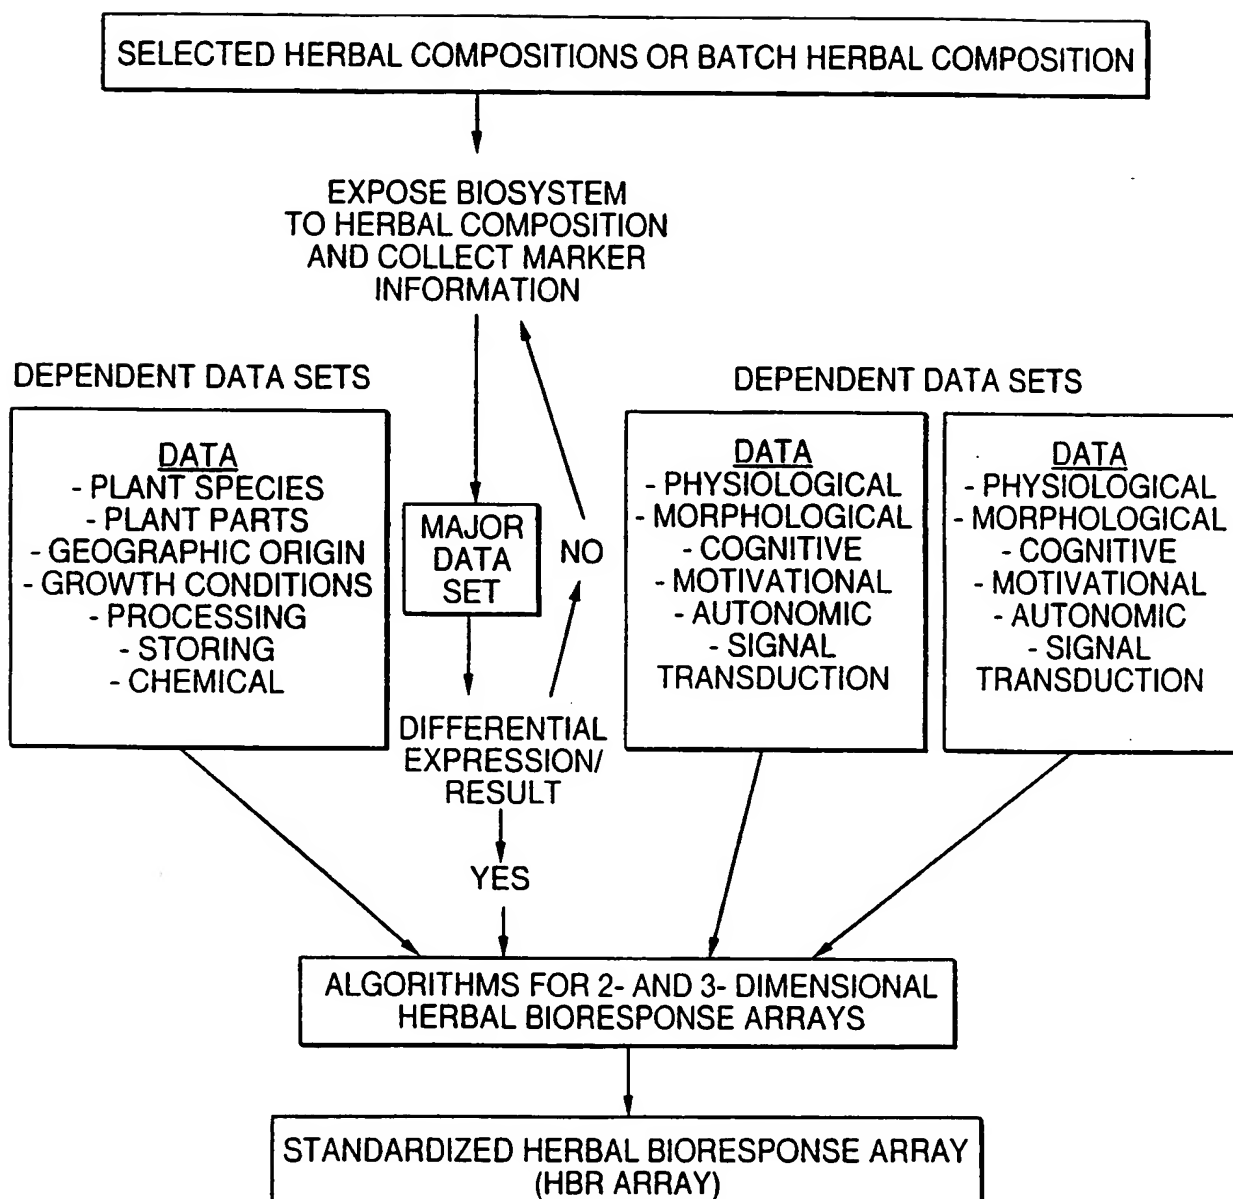 SELECTED HERBAL COMPOSITIONS OR BATCH HERBAL COMPOSITION
EXPOSE BIOSYSTEM
TO HERBAL COMPOSITION
AND COLLECT MARKER
INFORMATION
DEPENDENT DATA SETS
DATA
- PLANT SPECIES
- PLANT PARTS
- GEOGRAPHIC ORIGIN
- GROWTH CONDITIONS
- PROCESSING
- STORING
- CHEMICAL
MAJOR
DATA
SET
NO
DIFFERENTIAL
EXPRESSION/
RESULT
YES
DEPENDENT DATA SETS
DATA
- PHYSIOLOGICAL
- MORPHOLOGICAL
- COGNITIVE
- MOTIVATIONAL
- AUTONOMIC
- SIGNAL
TRANSDUCTION
DATA
- PHYSIOLOGICAL
- MORPHOLOGICAL
- COGNITIVE
- MOTIVATIONAL
- AUTONOMIC
- SIGNAL
TRANSDUCTION
ALGORITHMS FOR 2- AND 3- DIMENSIONAL
HERBAL BIORESPONSE ARRAYS
STANDARDIZED HERBAL BIORESPONSE ARRAY
(HBR ARRAY)